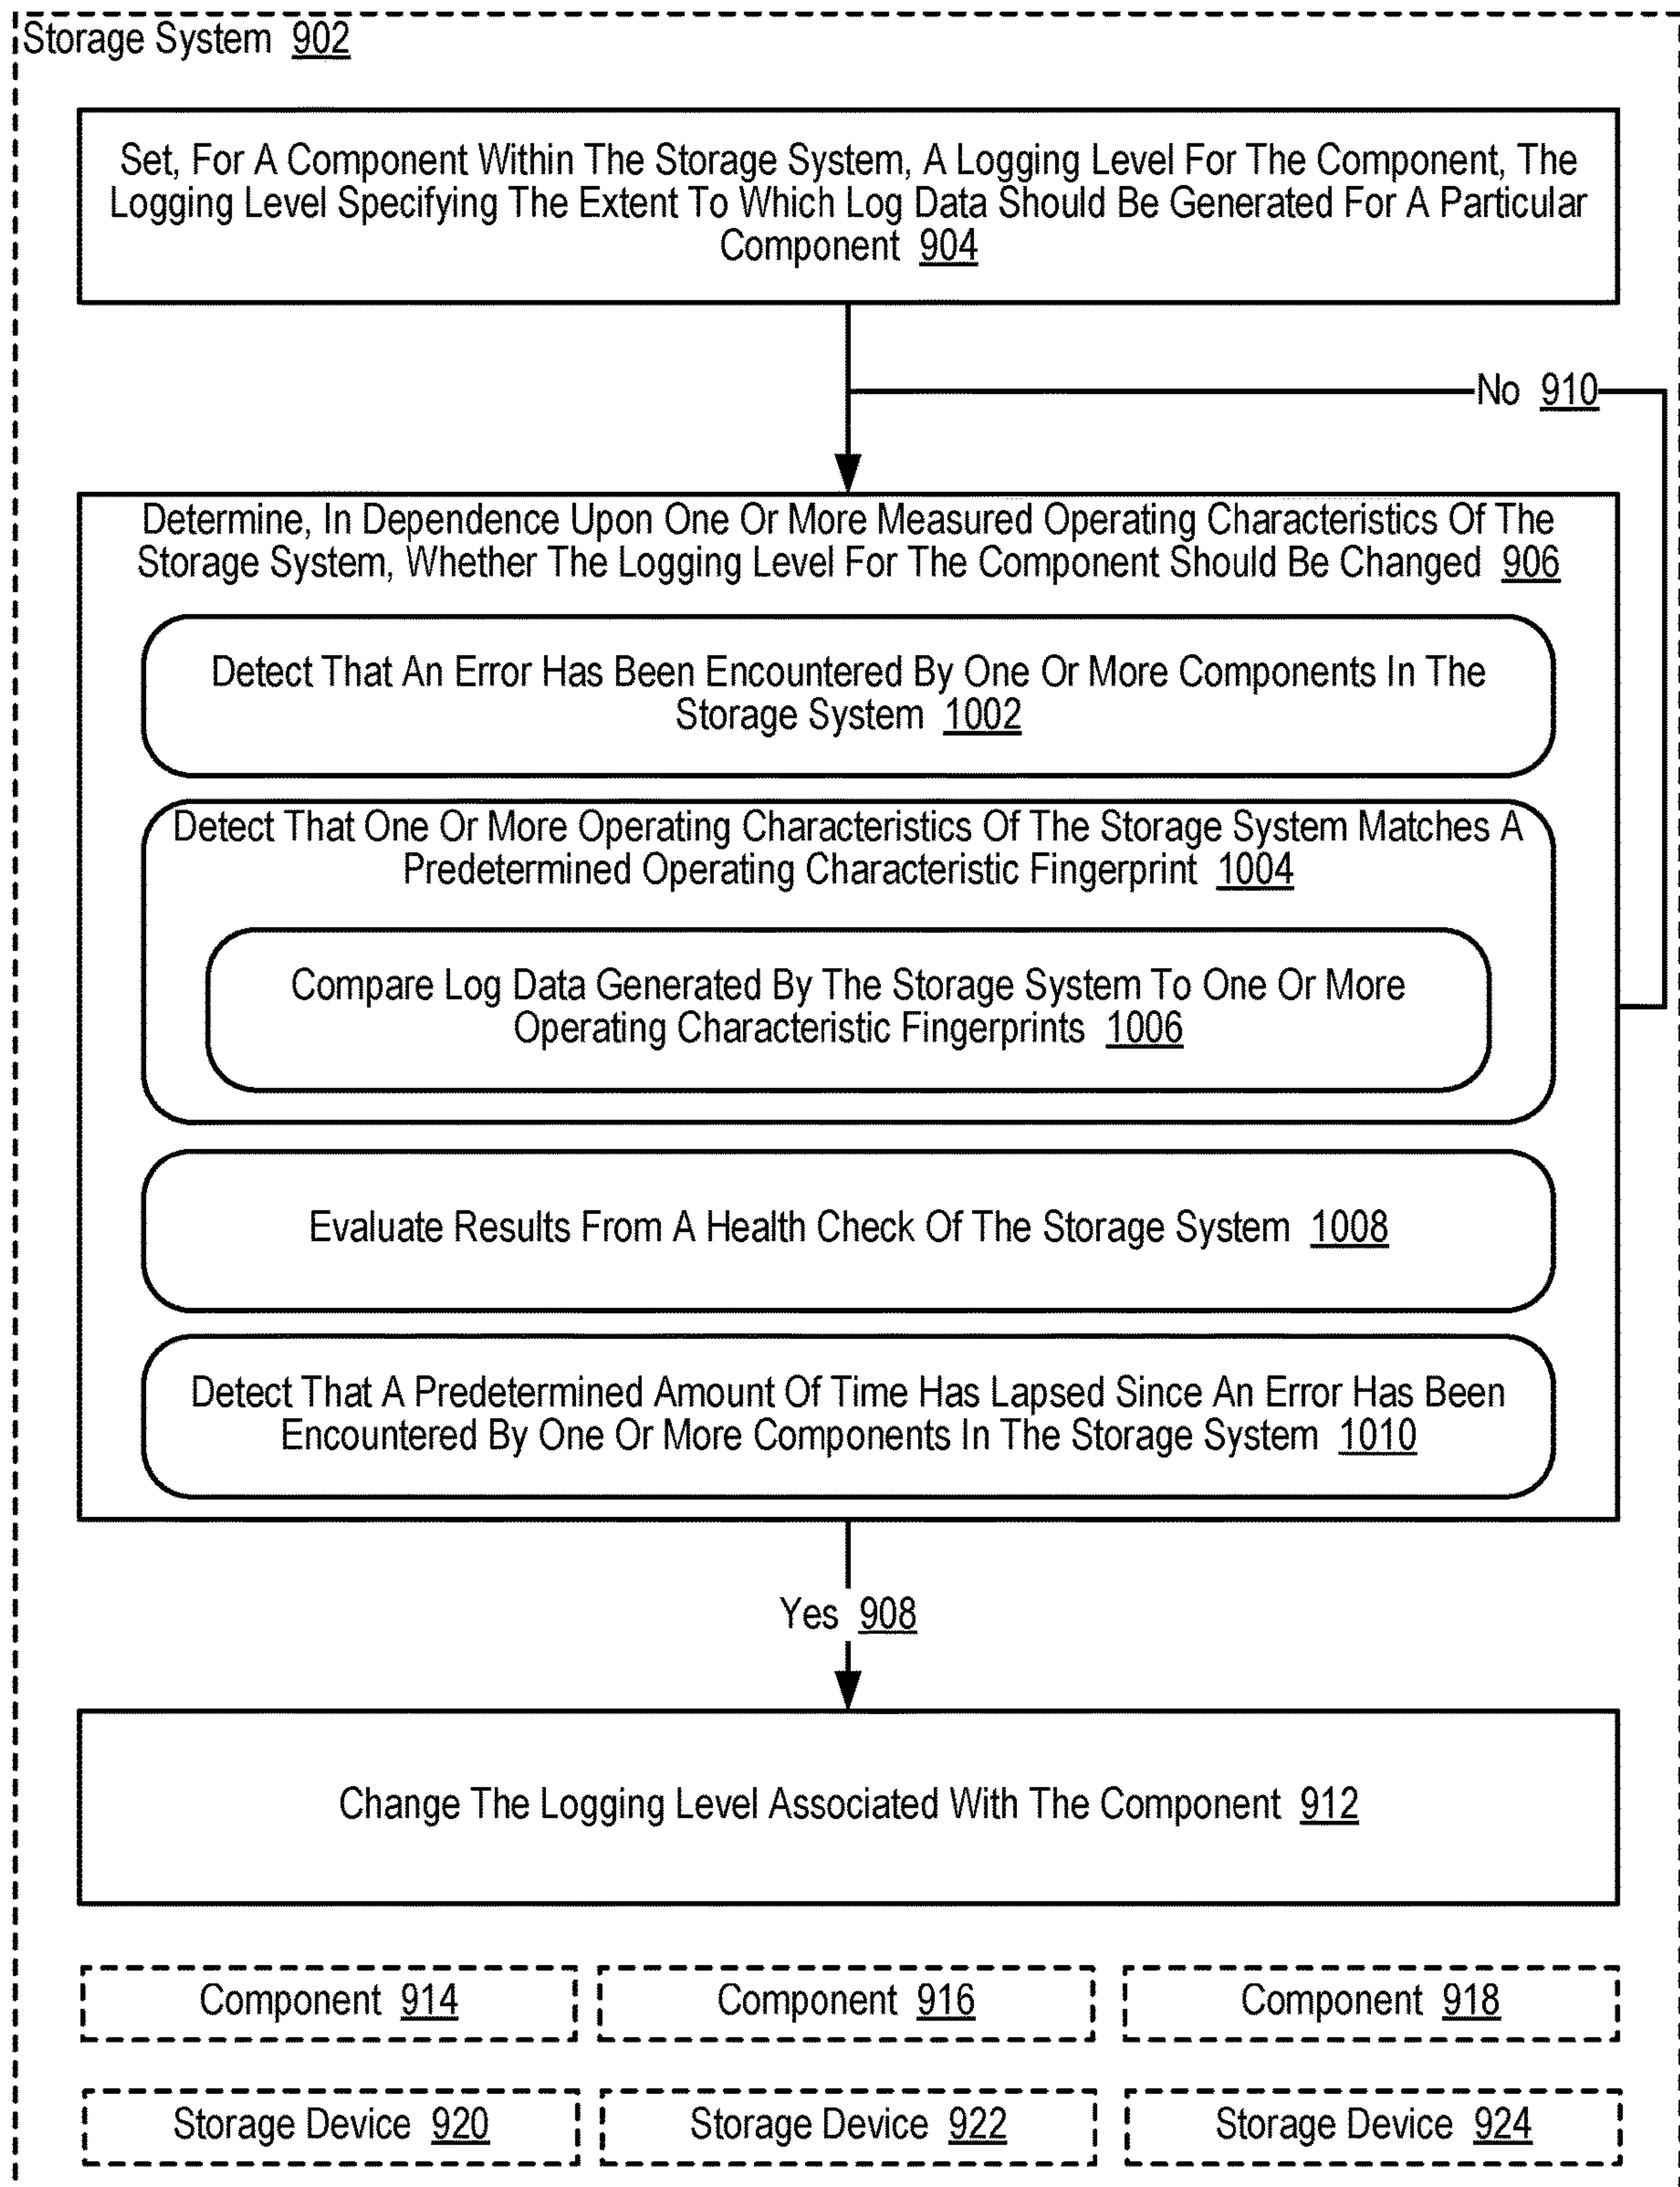 Storage System 902
Set, For A Component Within The Storage System, A Logging Level For The Component, The
Logging Level Specifying The Extent To Which Log Data Should Be Generated For A Particular
Component 904
No 910
Determine, In Dependence Upon One Or More Measured Operating Characteristics Of The
Storage System, Whether The Logging Level For The Component Should Be Changed 906
Detect That An Error Has Been Encountered By One Or More Components In The
Storage System 1002
Detect That One Or More Operating Characteristics Of The Storage System Matches A
Predetermined Operating Characteristic Fingerprint 1004
Compare Log Data Generated By The Storage System To One Or More
Operating Characteristic Fingerprints 1006
Evaluate Results From A Health Check Of The Storage System 1008
Detect That A Predetermined Amount Of Time Has Lapsed Since An Error Has Been
Encountered By One Or More Components In The Storage System 1010
Yes 908
Change The Logging Level Associated With The Component 912
Component 914
Component 916
Component 918
Storage Device 920
Storage Device 922
Storage Device 924